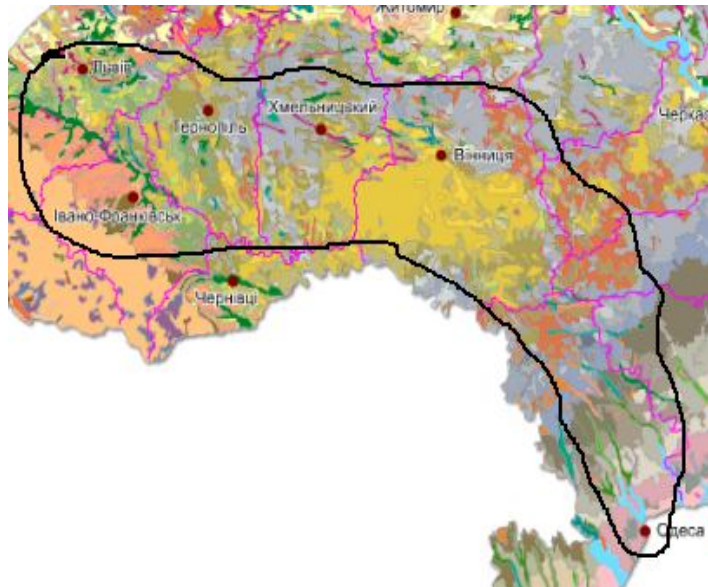 Житомир
Львів
Хмельницький
Тернопіль
Черкас
Вінниця
Івано-Франківськ
Чернівці
Одеса